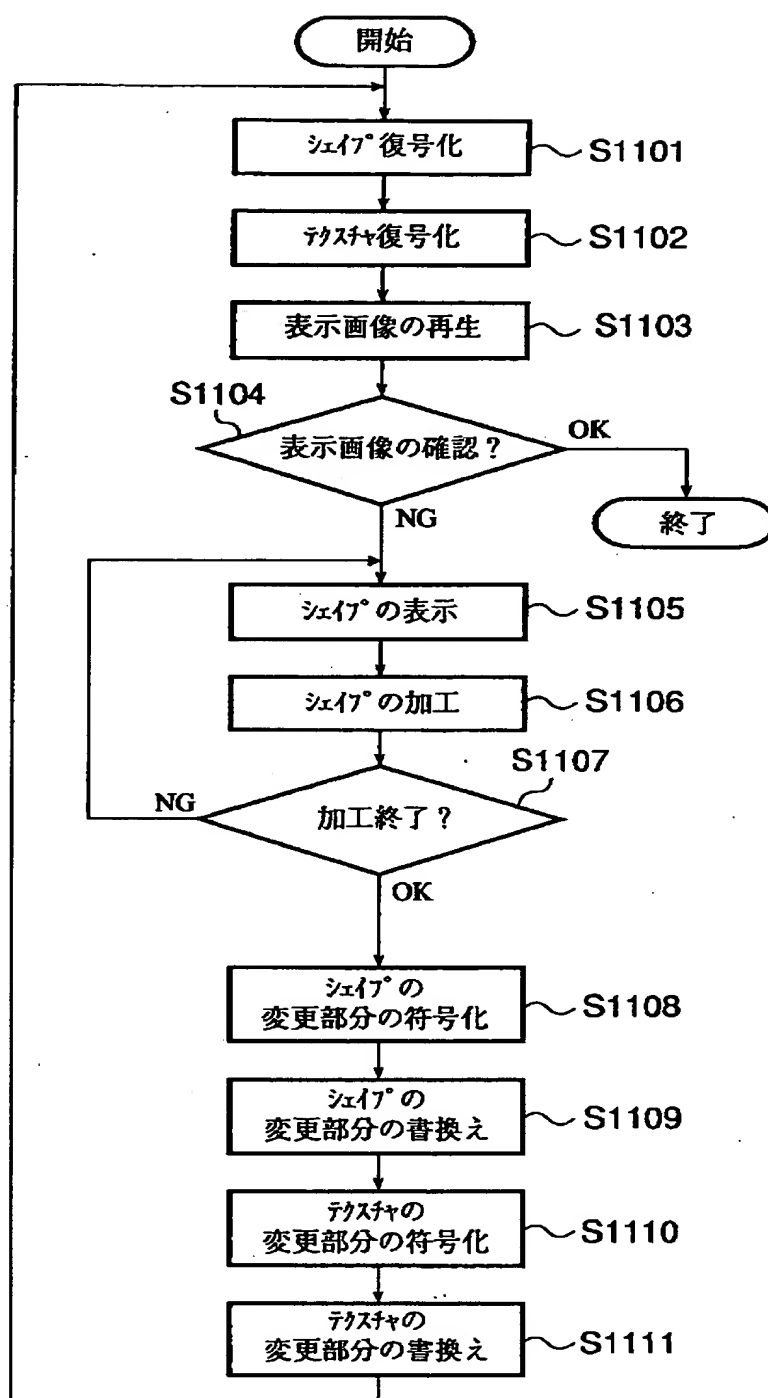 開始
ｼｪｲﾌﾟ復号化
S1101
ﾃｸｽﾁｬ復号化
S1102
表示画像の再生
S1103
S1104
表示画像の確認？
OK
終了
NG
ｼｪｲﾌﾟの表示
S1105
ｼｪｲﾌﾟの加工
S1106
S1107
NG
加工終了？
OK
ｼｪｲﾌﾟの
変更部分の符号化
S1108
ｼｪｲﾌﾟの
変更部分の書換え
S1109
ﾃｸｽﾁｬの
変更部分の符号化
S1110
ﾃｸｽﾁｬの
変更部分の書換え
S1111